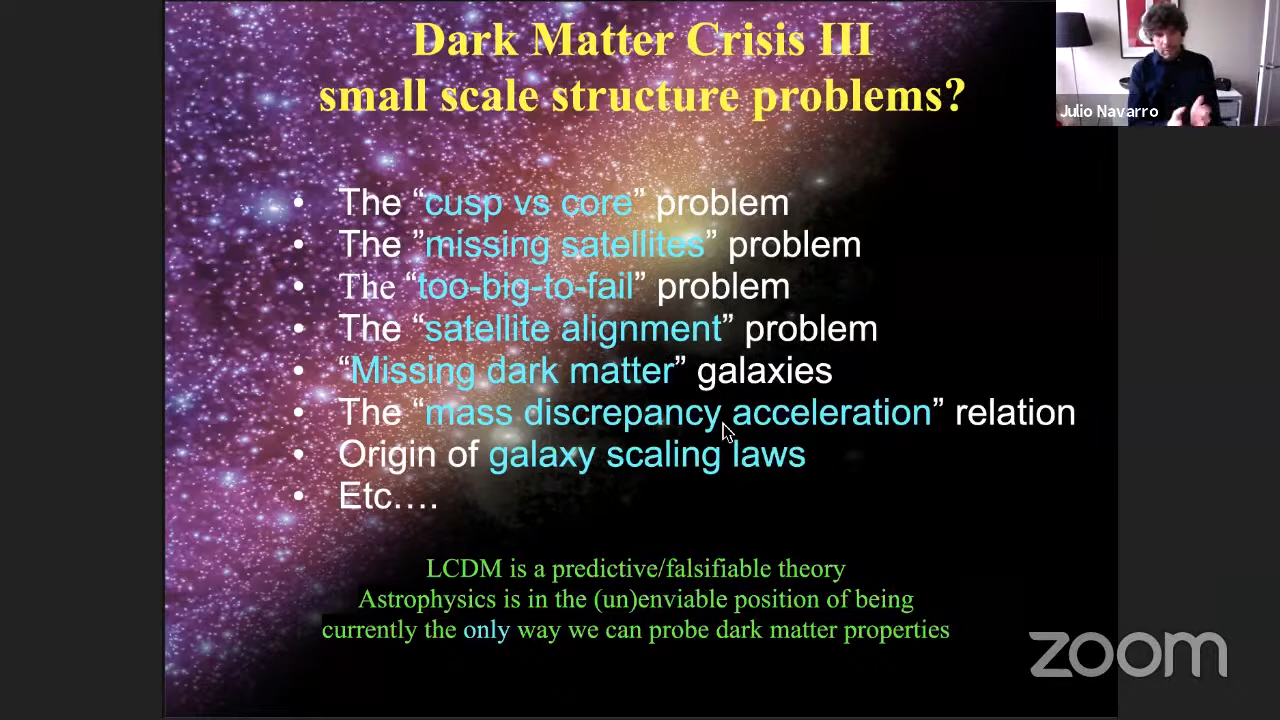 Dark Matter Crisis III
small scale structure problems?
Julio Navarro
• The “cusp vs core” problem
• The ”missing satellites” problem
• The “too-big-to-fail” problem
• The “satellite alignment” problem
• “Missing dark matter” galaxies
• The “mass discrepancy acceleration” relation
• Origin of galaxy scaling laws
• Etc….
LCDM is a predictive/falsifiable theory
Astrophysics is in the (un)enviable position of being
currently the only way we can probe dark matter properties
zoom